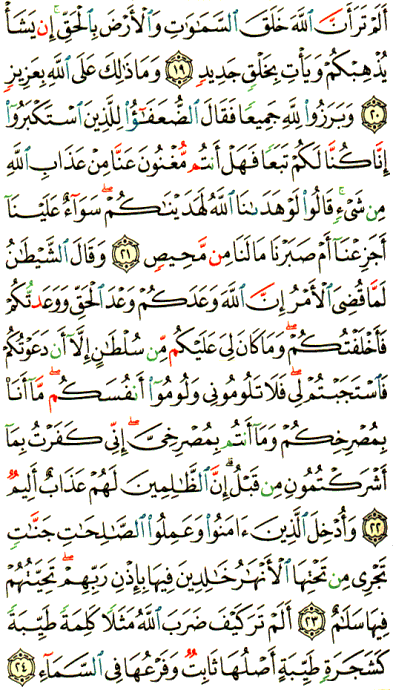 أَلَمْ تَرَ أَنَّ ٱللَّهَ خَلَقَ ٱلسَّمَٰوَٰتِ وَٱلْأَرْضَ بِٱلْحَقِّ ۚ إِن يَشَأْ
يُذْهِبْكُمْ وَيَأْتِ بِخَلْقٍ جَدِيدٍ ١٩ وَمَا ذَٰلِكَ عَلَى ٱللَّهِ بِعَزِيزٍ
٢٠ وَبَرَزُوا۟ لِلَّهِ جَمِيعًا فَقَالَ ٱلضُّعَفَٰٓؤُا۟ لِلَّذِينَ ٱسْتَكْبَرُوٓا۟
إِنَّا كُنَّا لَكُمْ تَبَعًا فَهَلْ أَنتُم مُّغْنُونَ عَنَّا مِنْ عَذَابِ ٱللَّهِ
مِن شَىْءٍ ۚ قَالُوا۟ لَوْ هَدَىٰنَا ٱللَّهُ لَهَدَيْنَٰكُمْ ۖ سَوَآءٌ عَلَيْنَآ
أَجَزِعْنَآ أَمْ صَبَرْنَا مَا لَنَا مِن مَّحِيصٍ ٢١ وَقَالَ ٱلشَّيْطَٰنُ
لَمَّا قُضِىَ ٱلْأَمْرُ إِنَّ ٱللَّهَ وَعَدَكُمْ وَعْدَ ٱلْحَقِّ وَوَعَدتُّكُمْ
فَأَخْلَفْتُكُمْ ۖ وَمَا كَانَ لِىَ عَلَيْكُم مِّن سُلْطَٰنٍ إِلَّآ أَن دَعَوْتُكُمْ
فَٱسْتَجَبْتُمْ لِى ۖ فَلَا تَلُومُونِى وَلُومُوٓا۟ أَنفُسَكُم ۖ مَّآ أَنَا۠
بِمُصْرِخِكُمْ وَمَآ أَنتُم بِمُصْرِخِىَّ ۖ إِنِّى كَفَرْتُ بِمَآ
أَشْرَكْتُمُونِ مِن قَبْلُ ۗ إِنَّ ٱلظَّٰلِمِينَ لَهُمْ عَذَابٌ أَلِيمٌ
٢٢ وَأُدْخِلَ ٱلَّذِينَ ءَامَنُوا۟ وَعَمِلُوا۟ ٱلصَّٰلِحَٰتِ جَنَّٰتٍ
تَجْرِى مِن تَحْتِهَا ٱلْأَنْهَٰرُ خَٰلِدِينَ فِيهَا بِإِذْنِ رَبِّهِمْ ۖ تَحِيَّتُهُمْ
فِيهَا سَلَٰمٌ ٢٣ أَلَمْ تَرَ كَيْفَ ضَرَبَ ٱللَّهُ مَثَلًا كَلِمَةً طَيِّبَةً
كَشَجَرَةٍ طَيِّبَةٍ أَصْلُهَا ثَابِتٌ وَفَرْعُهَا فِى ٱلسَّمَآءِ ٢٤